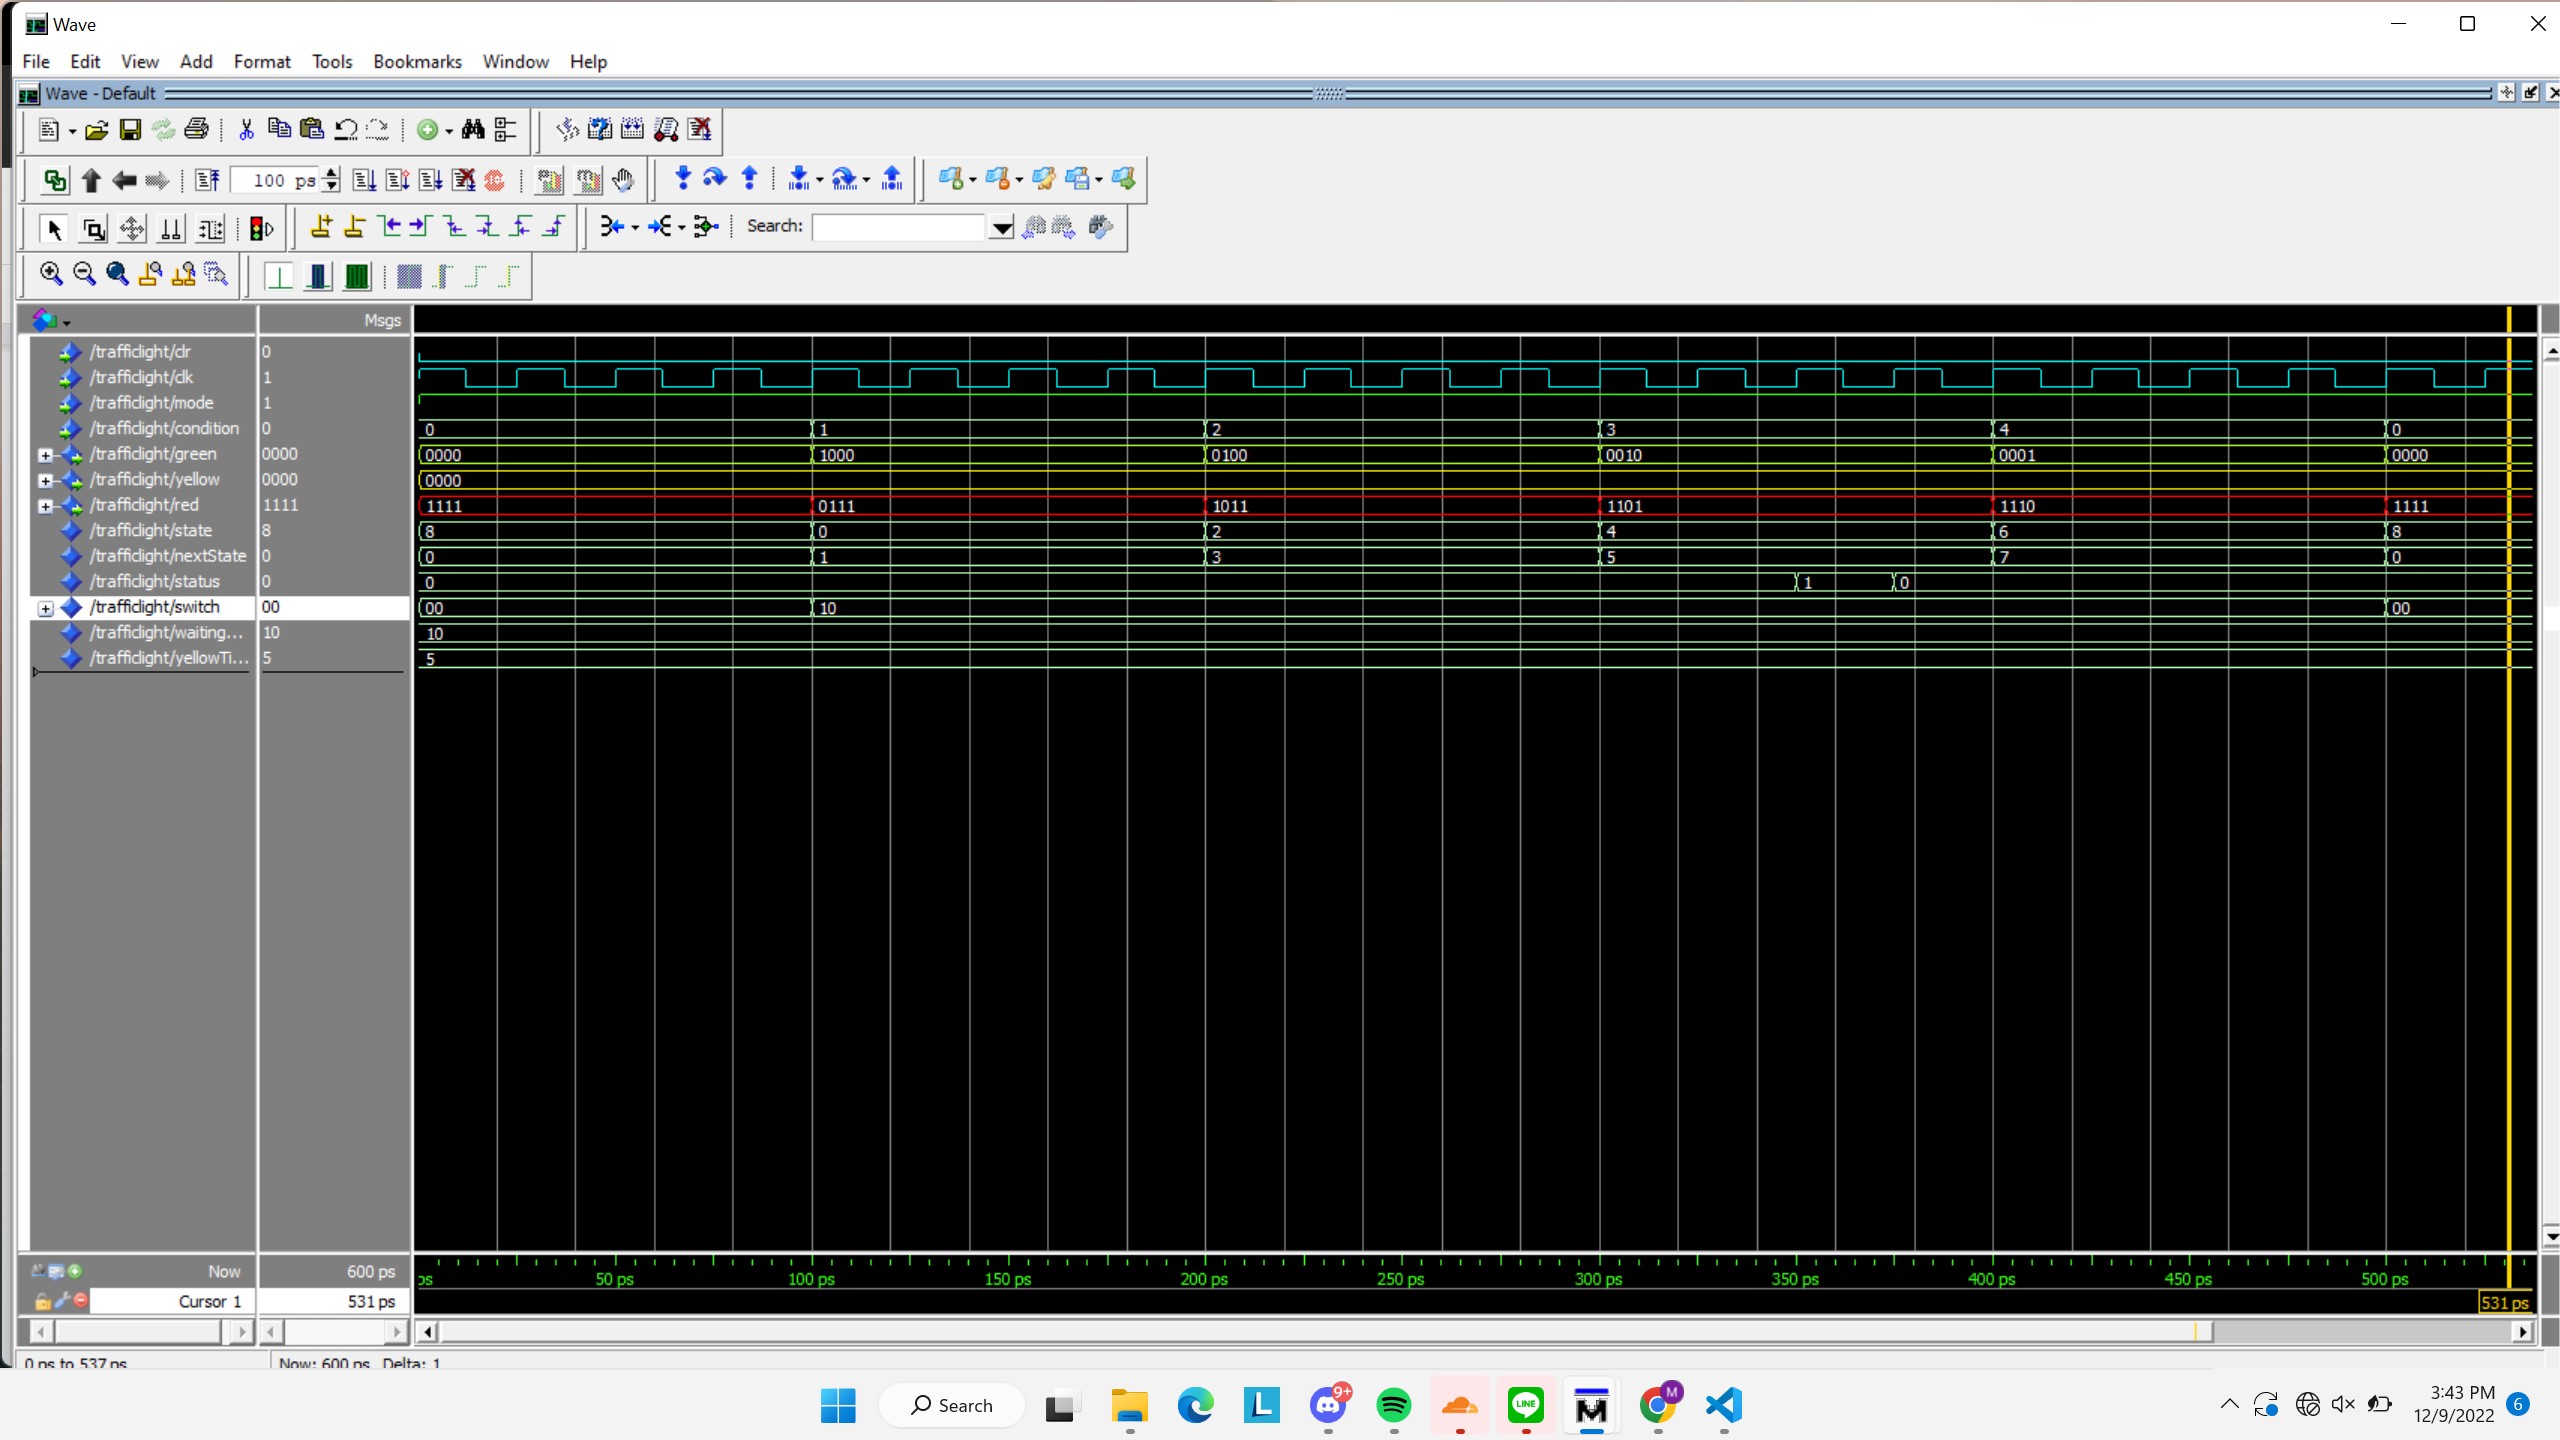 Wave
File Edit View Add Format Tools Bookmarks Window Help
Wave - Default
100 ps
Search:
Msgs
/trafficlight/clr 0
/trafficlight/clk 1
/trafficlight/mode 1
/trafficlight/condition 0 0 1 2 3 4 0
/trafficlight/green 0000 0000 1000 0100 0010 0001 0000
/trafficlight/yellow 0000 0000
/trafficlight/red 1111 1111 0111 1011 1101 1110 1111
/trafficlight/state 8 8 0 2 4 6 8
/trafficlight/nextState 0 0 1 3 5 7 0
/trafficlight/status 0 0 1 0
/trafficlight/switch 00 00 10 00
/trafficlight/waiting... 10 10
/trafficlight/yellowTi... 5 5
Now 600 ps ps 50 ps 100 ps 150 ps 200 ps 250 ps 300 ps 350 ps 400 ps 450 ps 500 ps
Cursor 1 531 ps 531 ps
0 ps to 537 ps Now: 600 ps Delta: 1
Search 9+ L LINE M 3:43 PM 6
12/9/2022